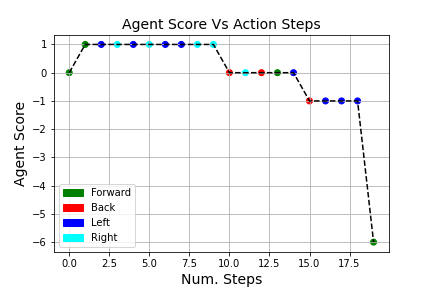 Agent Score Vs Action Steps
1
0
−1
−2
−3
−4
−5
−6
Agent Score
Forward
Back
Left
Right
0.0 2.5 5.0 7.5 10.0 12.5 15.0 17.5
Num. Steps